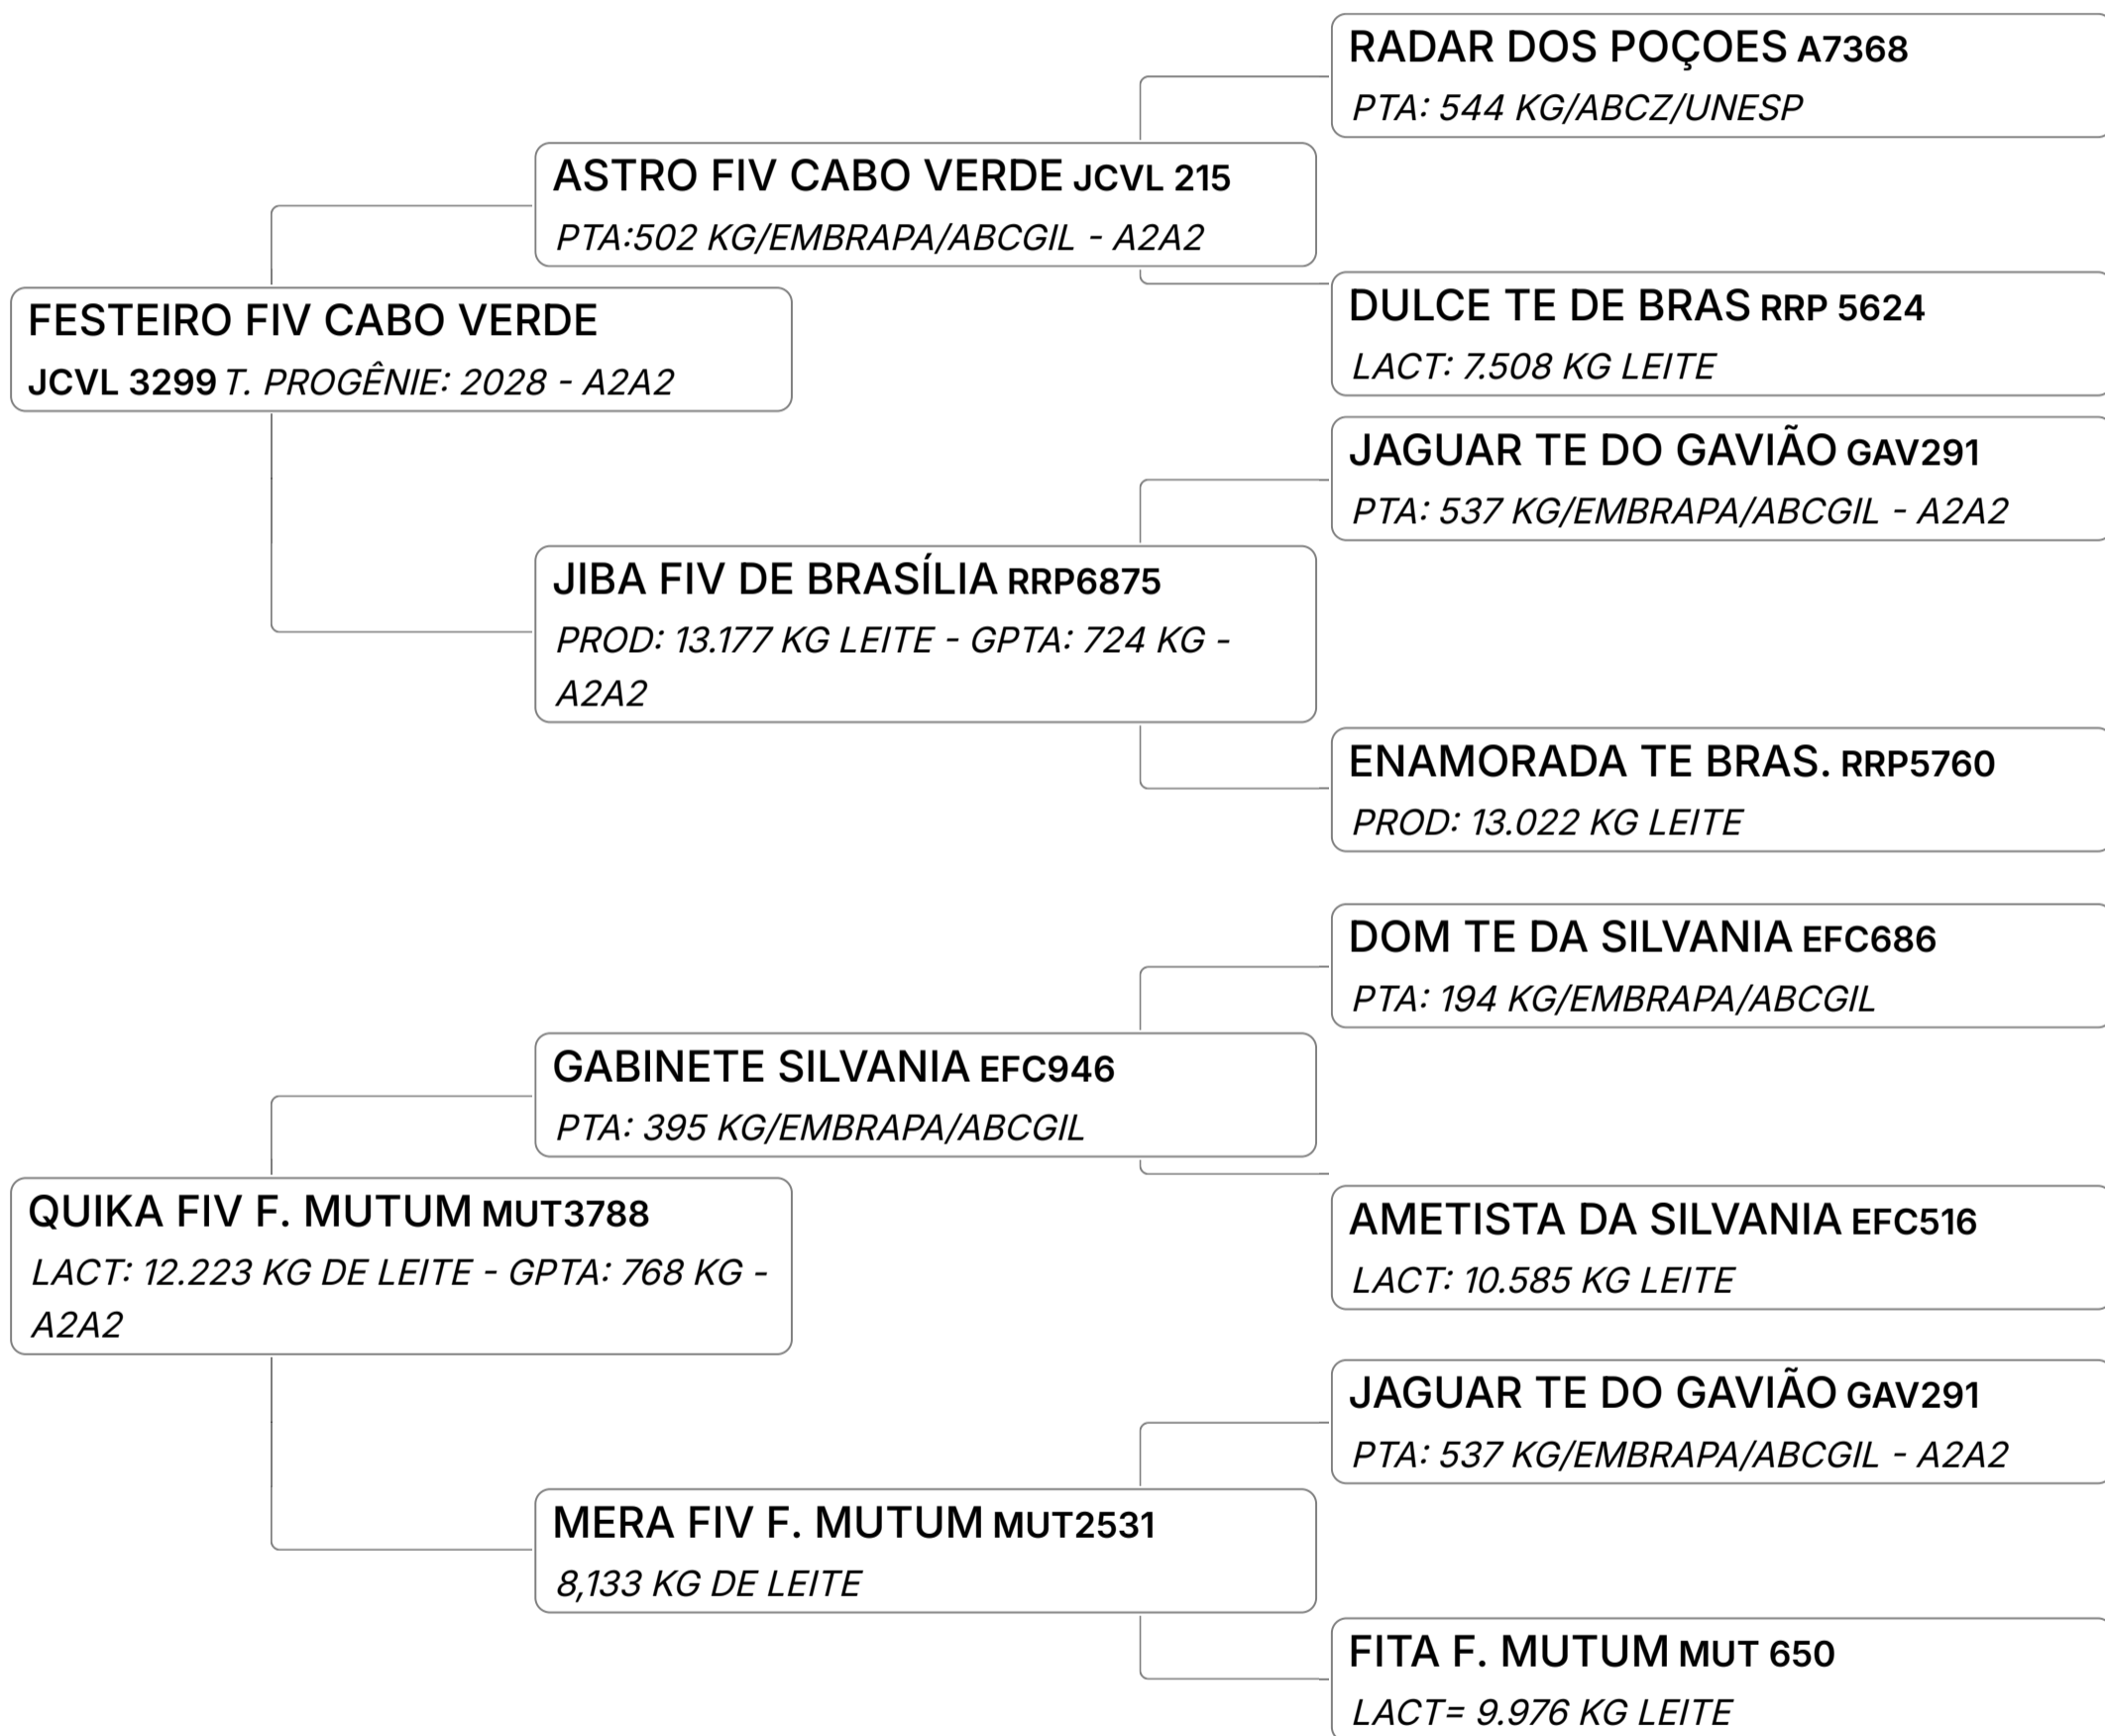 RADAR DOS POÇOES A7368
PTA: 544 KG/ABCZ/UNESP
ASTRO FIV CABO VERDE JCVL 215
PTA:502 KG/EMBRAPA/ABCGIL - A2A2
DULCE TE DE BRAS RRP 5624
LACT: 7.508 KG LEITE
FESTEIRO FIV CABO VERDE
JCVL 3299 T. PROGÊNIE: 2028 - A2A2
JAGUAR TE DO GAVIÃO GAV291
PTA: 537 KG/EMBRAPA/ABCGIL - A2A2
JIBA FIV DE BRASÍLIA RRP6875
PROD: 13.177 KG LEITE - GPTA: 724 KG -
A2A2
ENAMORADA TE BRAS. RRP5760
PROD: 13.022 KG LEITE
DOM TE DA SILVANIA EFC686
PTA: 194 KG/EMBRAPA/ABCGIL
GABINETE SILVANIA EFC946
PTA: 395 KG/EMBRAPA/ABCGIL
AMETISTA DA SILVANIA EFC516
LACT: 10.585 KG LEITE
QUIKA FIV F. MUTUM MUT3788
LACT: 12.223 KG DE LEITE - GPTA: 768 KG -
A2A2
JAGUAR TE DO GAVIÃO GAV291
PTA: 537 KG/EMBRAPA/ABCGIL - A2A2
MERA FIV F. MUTUM MUT2531
8,133 KG DE LEITE
FITA F. MUTUM MUT 650
LACT= 9.976 KG LEITE